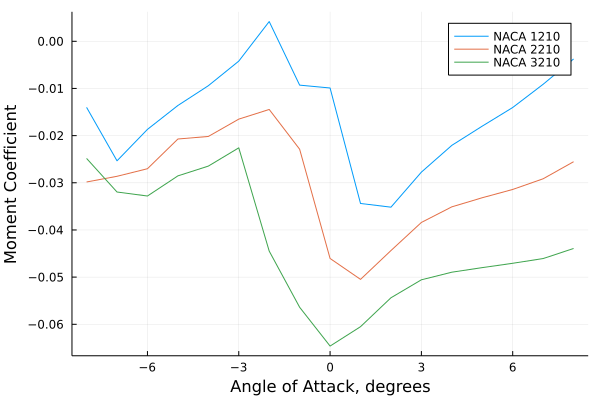 0.00
−0.01
−0.02
−0.03
−0.04
−0.05
−0.06
Moment Coefficient
NACA 1210
NACA 2210
NACA 3210
−6 −3 0 3 6
Angle of Attack, degrees